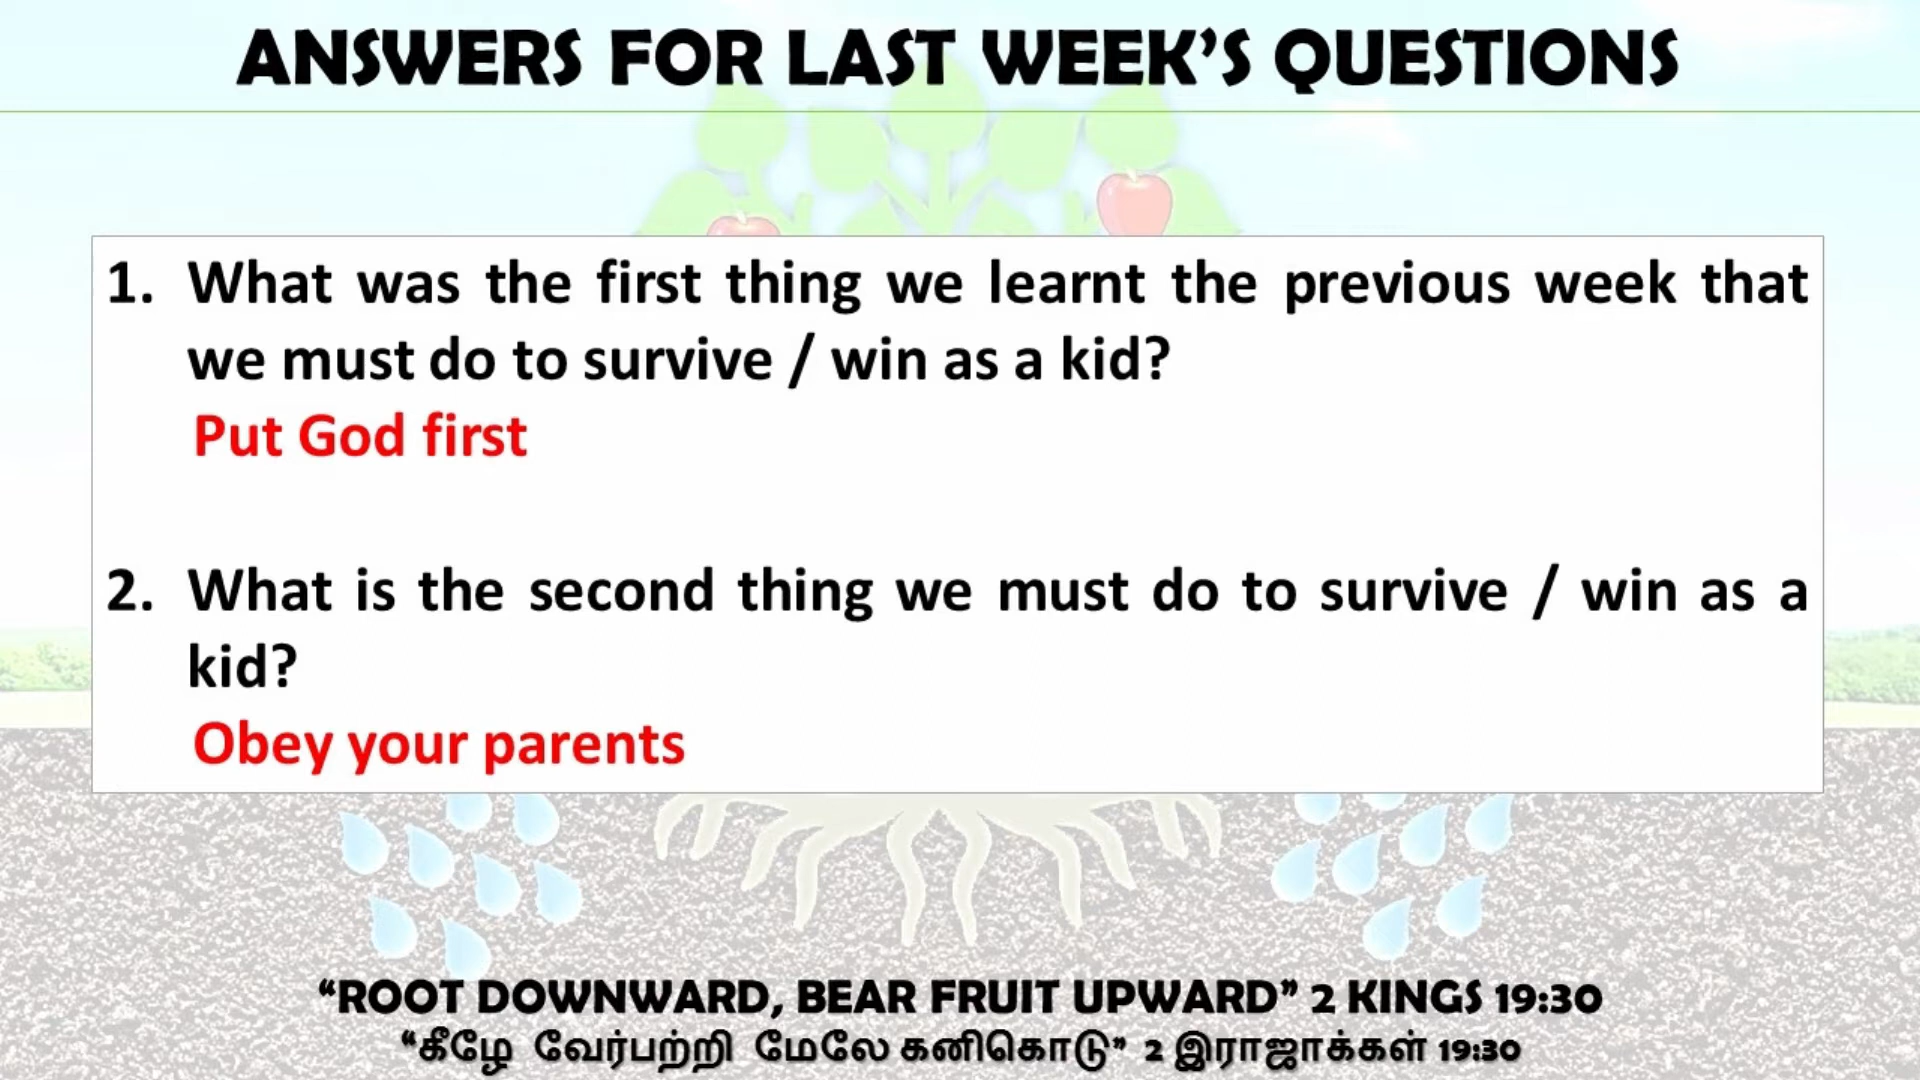 ANSWERS FOR LAST WEEK’S QUESTIONS
1. What was the first thing we learnt the previous week that
we must do to survive / win as a kid?
Put God first
2. What is the second thing we must do to survive / win as a
kid?
Obey your parents
“ROOT DOWNWARD, BEAR FRUIT UPWARD” 2 KINGS 19:30
“கீழே வேர்பற்றி மேலே கனிகொடு” 2 இராஜாக்கள் 19:30